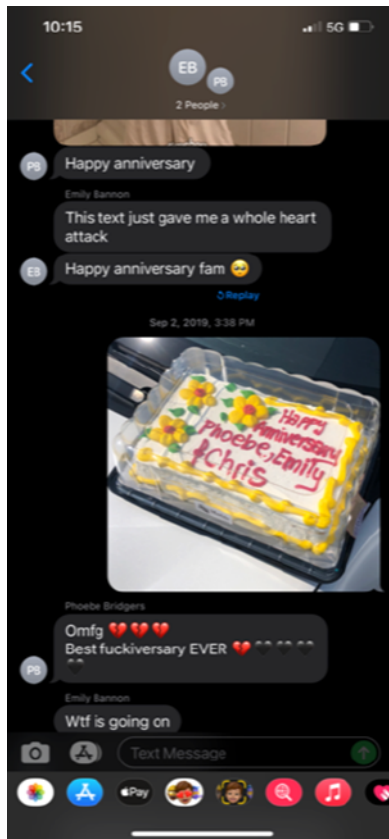 10:15
5G
EB
PB
2 People >
PB
Happy anniversary
Emily Bannon
This text just gave me a whole heart
attack
EB
Happy anniversary fam 🥺
Replay
Sep 2, 2019, 3:38 PM
Happy
Anniversary
Phoebe, Emily
& Chris
Phoebe Bridgers
Omfg 💔💔💔
Best fuckiversary EVER 💔🖤🖤🖤
🖤
PB
Emily Bannon
Wtf is going on
Text Message
Pay